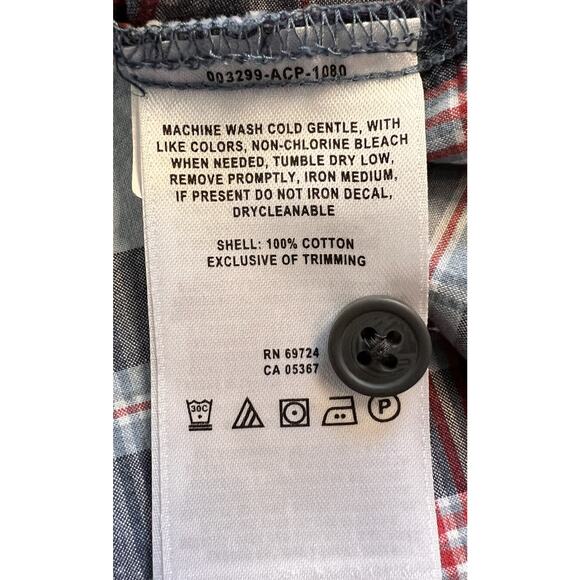 003299-ACP-1080
MACHINE WASH COLD GENTLE, WITH
LIKE COLORS, NON-CHLORINE BLEACH
WHEN NEEDED, TUMBLE DRY LOW,
REMOVE PROMPTLY, IRON MEDIUM,
IF PRESENT DO NOT IRON DECAL,
DRYCLEANABLE
SHELL: 100% COTTON
EXCLUSIVE OF TRIMMING
RN 69724
CA 05367
30C
P